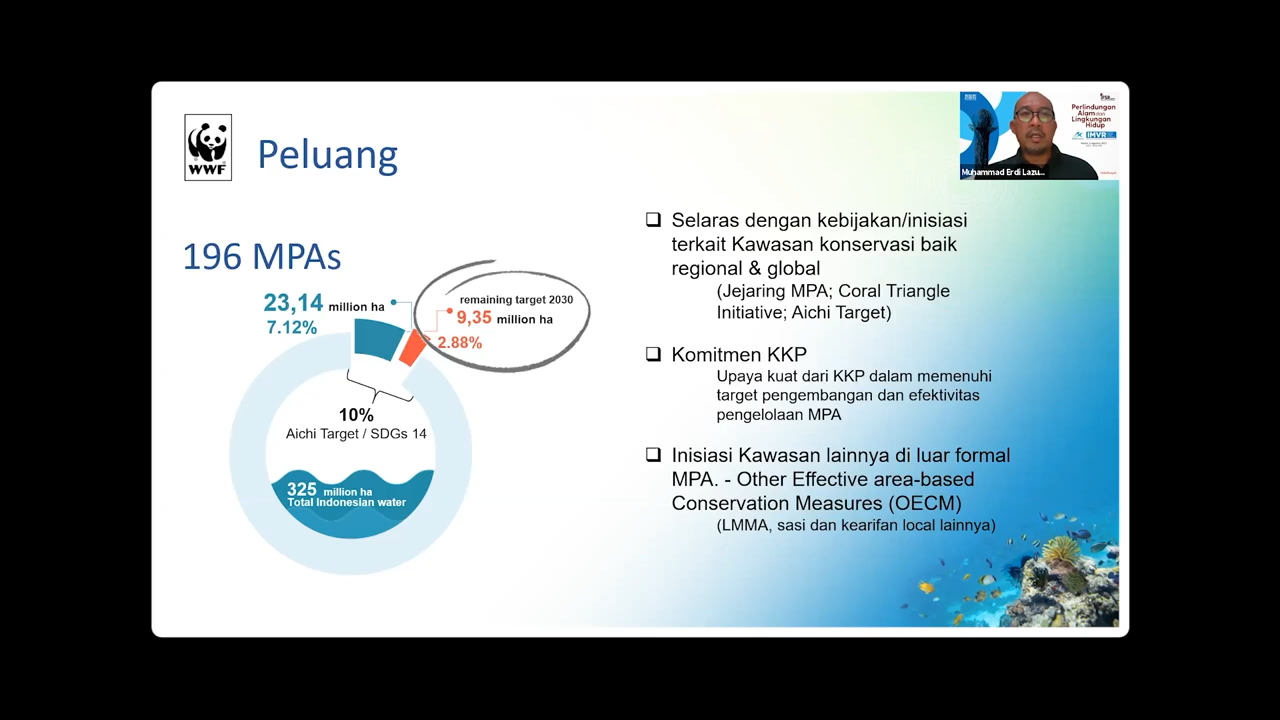 WWF
Peluang
196 MPAs
23,14 million ha
7.12%
remaining target 2030
9,35 million ha
2.88%
10%
Aichi Target / SDGs 14
325 million ha
Total Indonesian water
Perlindungan
Alam dan
Lingkungan
Hidup
IMVR
Muhammad Erdi Lazu...
❑ Selaras dengan kebijakan/inisiasi
terkait Kawasan konservasi baik
regional & global
(Jejaring MPA; Coral Triangle
Initiative; Aichi Target)
❑ Komitmen KKP
Upaya kuat dari KKP dalam memenuhi
target pengembangan dan efektivitas
pengelolaan MPA
❑ Inisiasi Kawasan lainnya di luar formal
MPA. - Other Effective area-based
Conservation Measures (OECM)
(LMMA, sasi dan kearifan local lainnya)